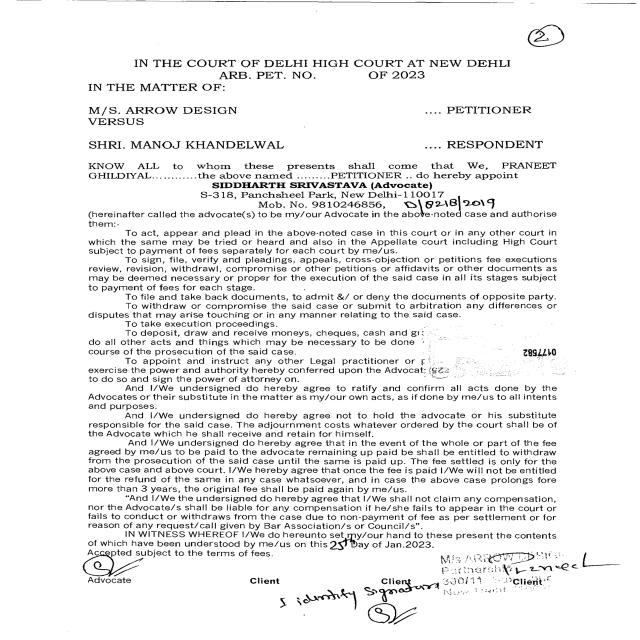 2
IN THE COURT OF DELHI HIGH COURT AT NEW DEHLI
ARB. PET. NO. OF 2023
IN THE MATTER OF:
M/S. ARROW DESIGN .... PETITIONER
VERSUS
SHRI. MANOJ KHANDELWAL .... RESPONDENT
KNOW ALL to whom these presents shall come that We, PRANEET
GHILDIYAL............the above named .........PETITIONER .. do hereby appoint
SIDDHARTH SRIVASTAVA (Advocate)
S-318, Panchsheel Park, New Delhi-110017
Mob. No. 9810246856, D/8218/2019
(hereinafter called the advocate(s) to be my/our Advocate in the above-noted case and authorise
them:-
To act, appear and plead in the above-noted case in this court or in any other court in
which the same may be tried or heard and also in the Appellate court including High Court
subject to payment of fees separately for each court by me/us.
To sign, file, verify and pleadings, appeals, cross-objection or petitions fee executions
review, revision, withdrawl, compromise or other petitions or affidavits or other documents as
may be deemed necessary or proper for the execution of the said case in all its stages subject
to payment of fees for each stage.
To file and take back documents, to admit &/ or deny the documents of opposite party.
To withdraw or compromise the said case or submit to arbitration any differences or
disputes that may arise touching or in any manner relating to the said case.
To take execution proceedings.
To deposit, draw and receive moneys, cheques, cash and
do all other acts and things which may be necessary to be done
course of the prosecution of the said case.
0177582
To appoint and instruct any other Legal practitioner or
exercise the power and authority hereby conferred upon the
to do so and sign the power of attorney on.
And I/We undersigned do hereby agree to ratify and confirm all acts done by the
Advocates or their substitute in the matter as my/our own acts, as if done by me/us to all intents
and purposes.
And I/We undersigned do hereby agree not to hold the advocate or his substitute
responsible for the said case. The adjournment costs whatever ordered by the court shall be of
the Advocate which he shall receive and retain for himself.
And I/We undersigned do hereby agree that in the event of the whole or part of the fee
agreed by me/us to be paid to the advocate remaining up paid be shall be entitled to withdraw
from the prosecution of the said case until the same is paid up. The fee settled is only for the
above case and above court. I/We hereby agree that once the fee is paid I/We will not be entitled
for the refund of the same in any case whatsoever, and in case the above case prolongs fore
more than 3 years, the original fee shall be paid again by me/us.
"And I/We the undersigned do hereby agree that I/We shall not claim any compensation,
nor the Advocate/s shall be liable for any compensation if he/she fails to appear in the court or
fails to conduct or withdraws from the case due to non-payment of fee as per settlement or for
reason of any request/call given by Bar Association/s or Council/s".
IN WITNESS WHEREOF I/We do hereunto set my/our hand to these present the contents
of which have been understood by me/us on this 25th Day of Jan.2023.
Accepted subject to the terms of fees.
M/s ARROW
Partnership
300/11
New Delhi
Advocate Client Client Client
I identify Signature